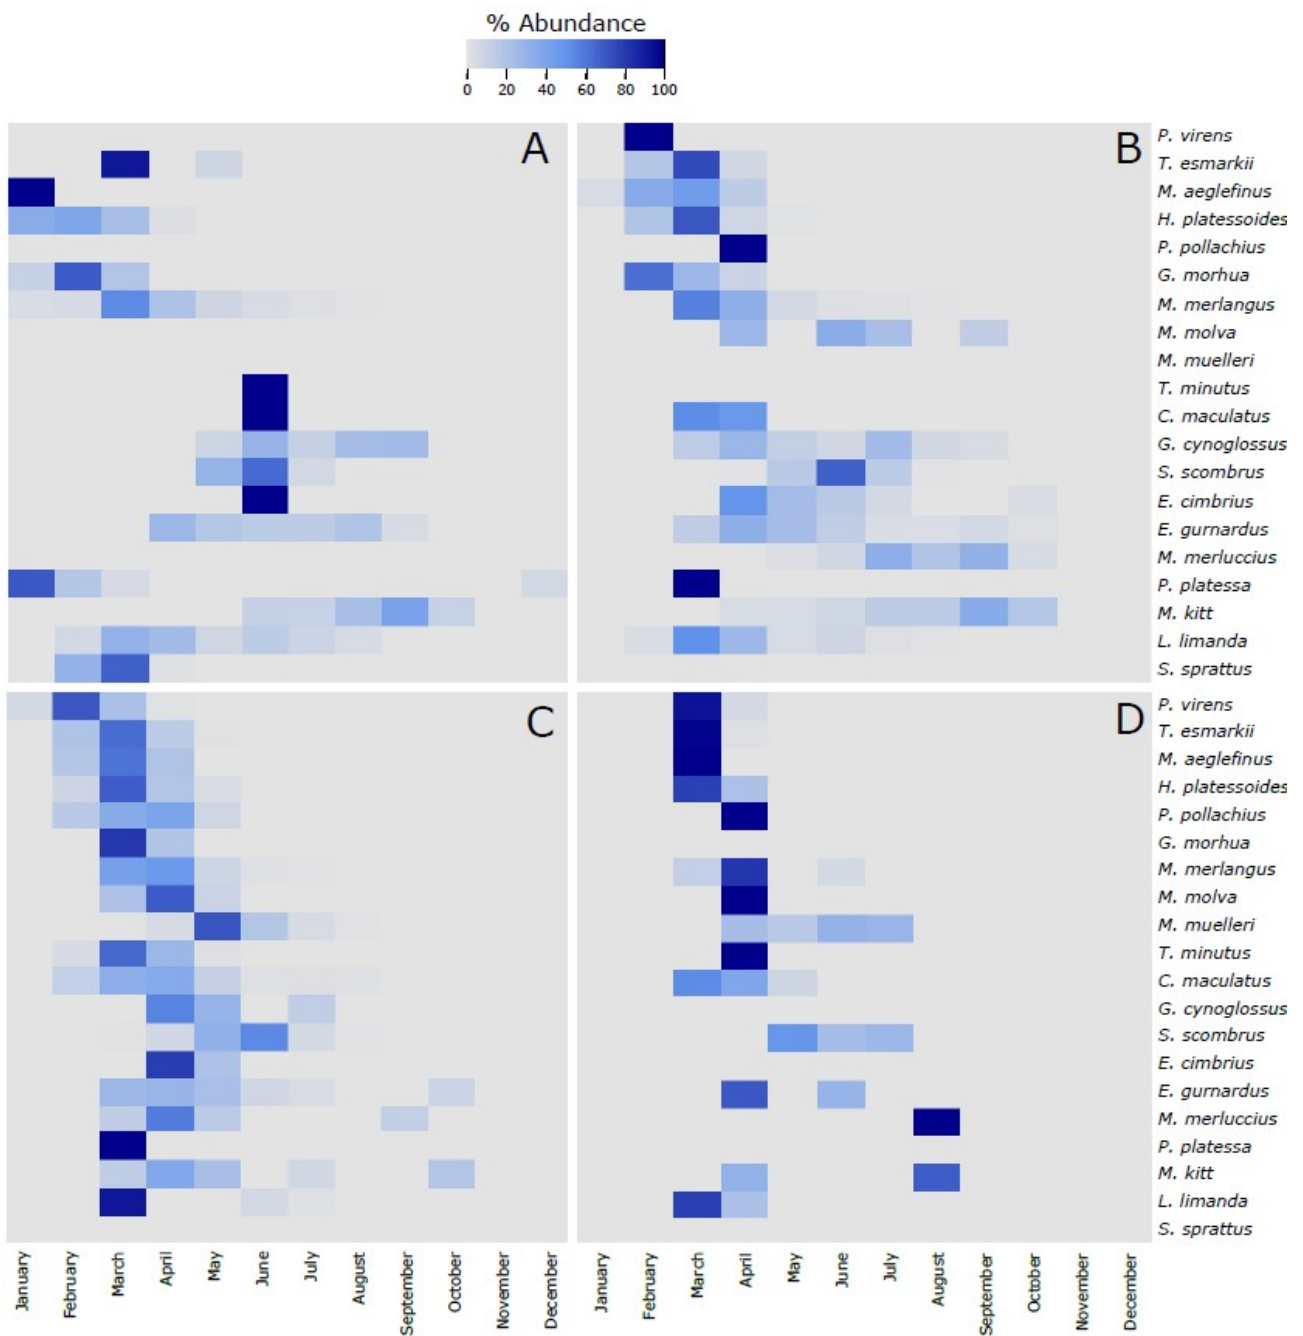 % Abundance
0 20 40 60 80 100
A
B
P. virens
T. esmarkii
M. aeglefinus
H. platessoides
P. pollachius
G. morhua
M. merlangus
M. molva
M. muelleri
T. minutus
C. maculatus
G. cynoglossus
S. scombrus
E. cimbrius
E. gurnardus
M. merluccius
P. platessa
M. kitt
L. limanda
S. sprattus
C
D
P. virens
T. esmarkii
M. aeglefinus
H. platessoides
P. pollachius
G. morhua
M. merlangus
M. molva
M. muelleri
T. minutus
C. maculatus
G. cynoglossus
S. scombrus
E. cimbrius
E. gurnardus
M. merluccius
P. platessa
M. kitt
L. limanda
S. sprattus
January
February
March
April
May
June
July
August
September
October
November
December
January
February
March
April
May
June
July
August
September
October
November
December